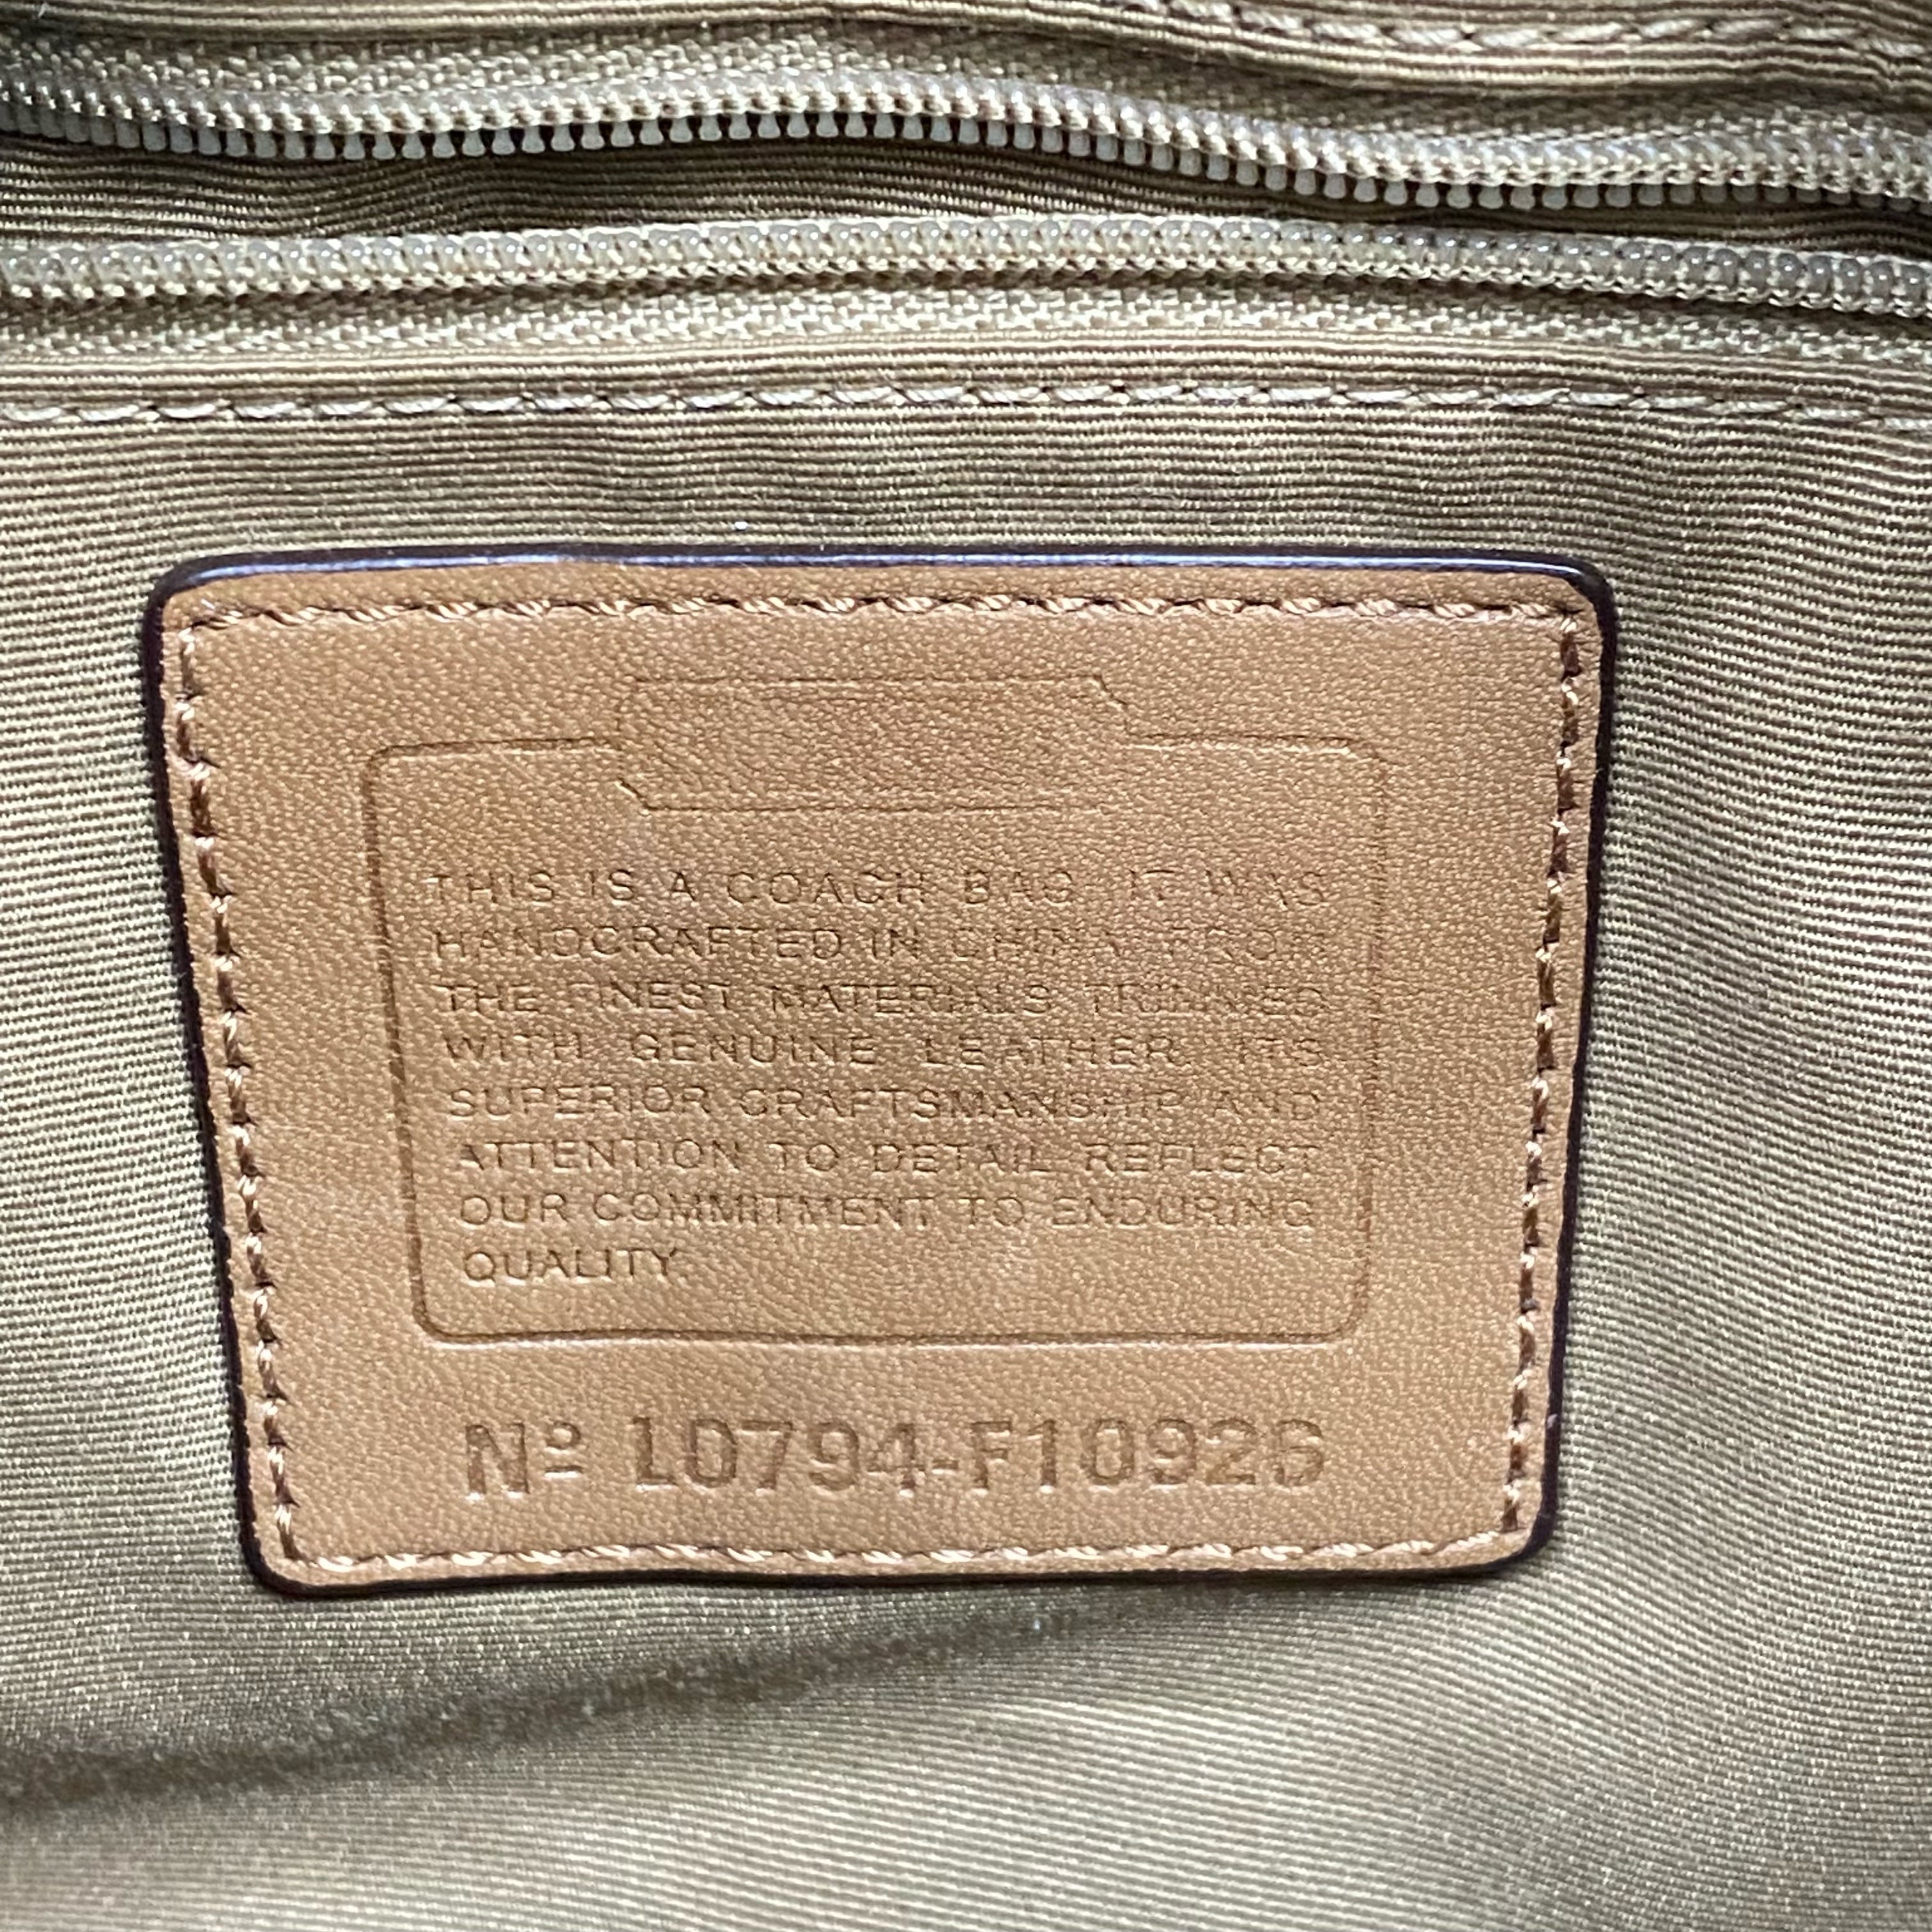 THIS IS A COACH BAG. IT WAS
HANDCRAFTED IN CHINA FROM
THE FINEST MATERIALS TRIMMED
WITH GENUINE LEATHER. ITS
SUPERIOR CRAFTSMANSHIP AND
ATTENTION TO DETAIL REFLECT
OUR COMMITMENT TO ENDURING
QUALITY.
Nº L0794-F10926